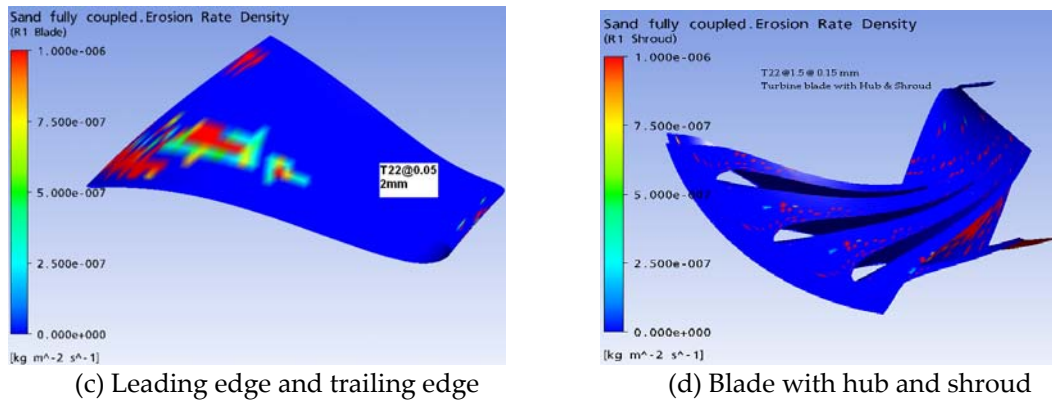 Sand fully coupled.Erosion Rate Density
(R1 Blade)
1.000e-006
7.500e-007
5.000e-007
2.500e-007
0.000e+000
[kg m^-2 s^-1]
T22@0.05
2mm
(c) Leading edge and trailing edge
Sand fully coupled.Erosion Rate Density
(R1 Shroud)
1.000e-006
7.500e-007
5.000e-007
2.500e-007
0.000e+000
[kg m^-2 s^-1]
T22@1.5@ 0.15 mm
Turbine blade with Hub & Shroud
(d) Blade with hub and shroud